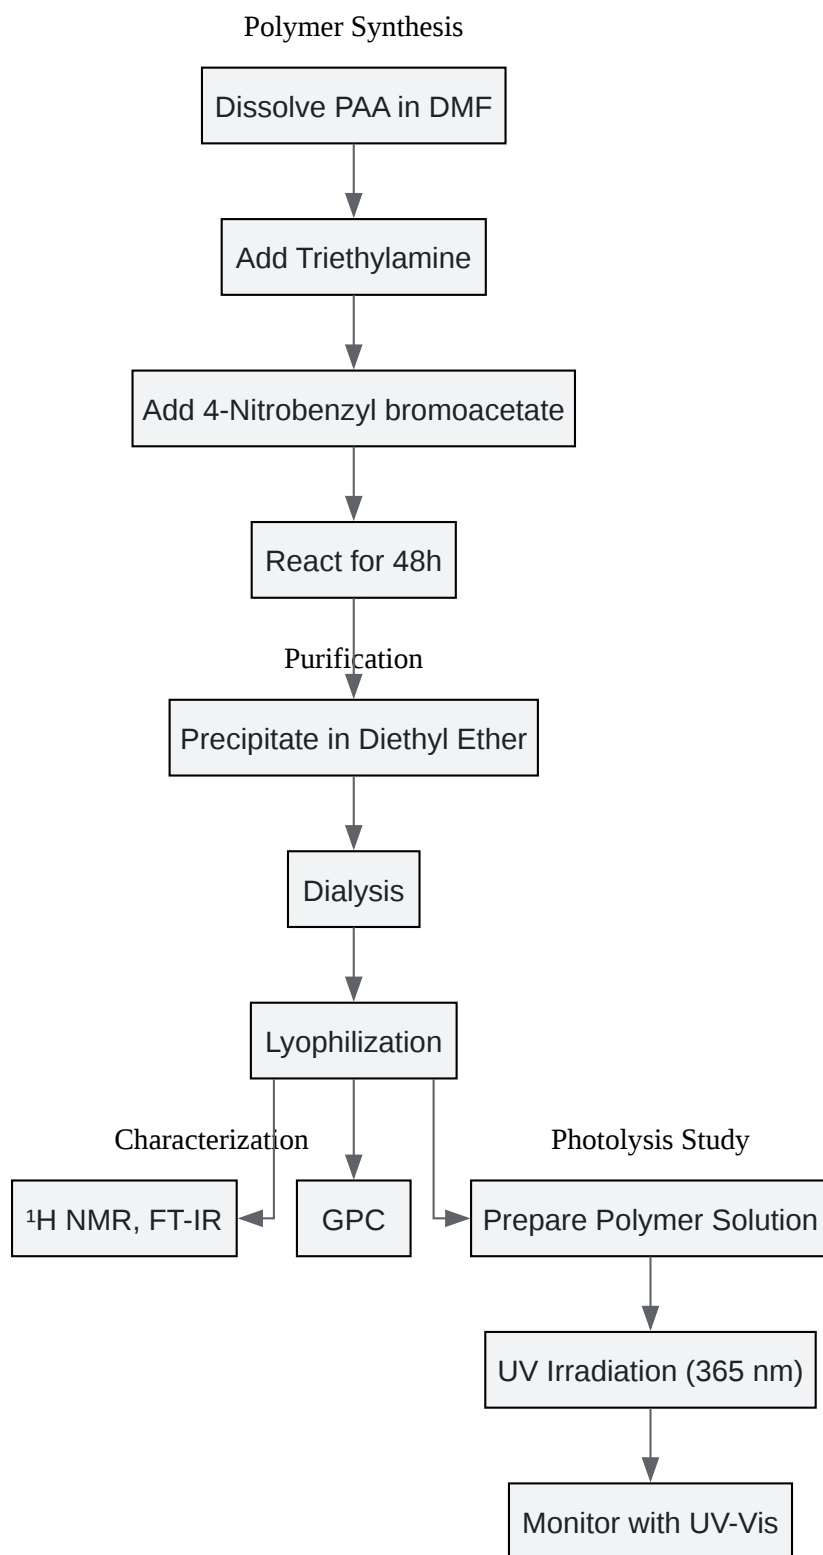 Polymer Synthesis
Dissolve PAA in DMF
Add Triethylamine
Add 4-Nitrobenzyl bromoacetate
React for 48h
Purification
Precipitate in Diethyl Ether
Dialysis
Lyophilization
Characterization
Photolysis Study
¹H NMR, FT-IR
GPC
Prepare Polymer Solution
UV Irradiation (365 nm)
Monitor with UV-Vis